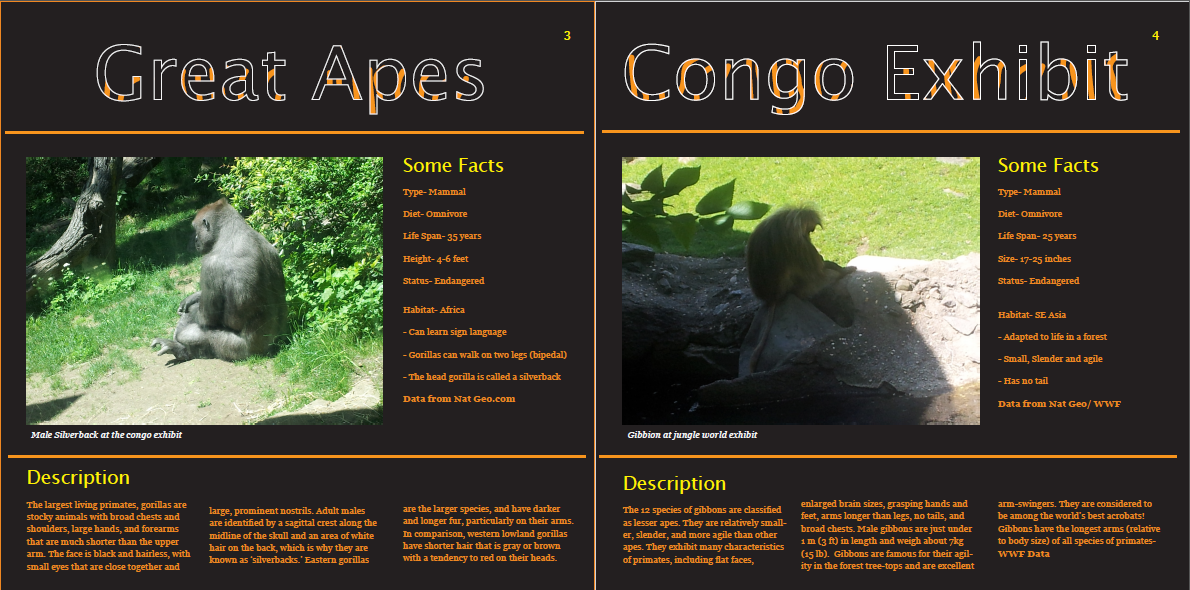 3
Great Apes
Some Facts
Type- Mammal
Diet- Omnivore
Life Span- 35 years
Height- 4-6 feet
Status- Endangered
Habitat- Africa
- Can learn sign language
- Gorillas can walk on two legs (bipedal)
- The head gorilla is called a silverback
Data from Nat Geo.com
Male Silverback at the congo exhibit
Description
The largest living primates, gorillas are
stocky animals with broad chests and
shoulders, large hands, and forearms
that are much shorter than the upper
arm. The face is black and hairless, with
small eyes that are close together and
large, prominent nostrils. Adult males
are identified by a sagittal crest along the
midline of the skull and an area of white
hair on the back, which is why they are
known as 'silverbacks.' Eastern gorillas
are the larger species, and have darker
and longer fur, particularly on their arms.
In comparison, western lowland gorillas
have shorter hair that is gray or brown
with a tendency to red on their heads.
4
Congo Exhibit
Some Facts
Type- Mammal
Diet- Omnivore
Life Span- 25 years
Size- 17-25 inches
Status- Endangered
Habitat- SE Asia
- Adapted to life in a forest
- Small, Slender and agile
- Has no tail
Data from Nat Geo/ WWF
Gibbion at jungle world exhibit
Description
The 12 species of gibbons are classified
as lesser apes. They are relatively small-
er, slender, and more agile than other
apes. They exhibit many characteristics
of primates, including flat faces,
enlarged brain sizes, grasping hands and
feet, arms longer than legs, no tails, and
broad chests. Male gibbons are just under
1 m (3 ft) in length and weigh about 7kg
(15 lb). Gibbons are famous for their agil-
ity in the forest tree-tops and are excellent
arm-swingers. They are considered to
be among the world's best acrobats!
Gibbons have the longest arms (relative
to body size) of all species of primates-
WWF Data